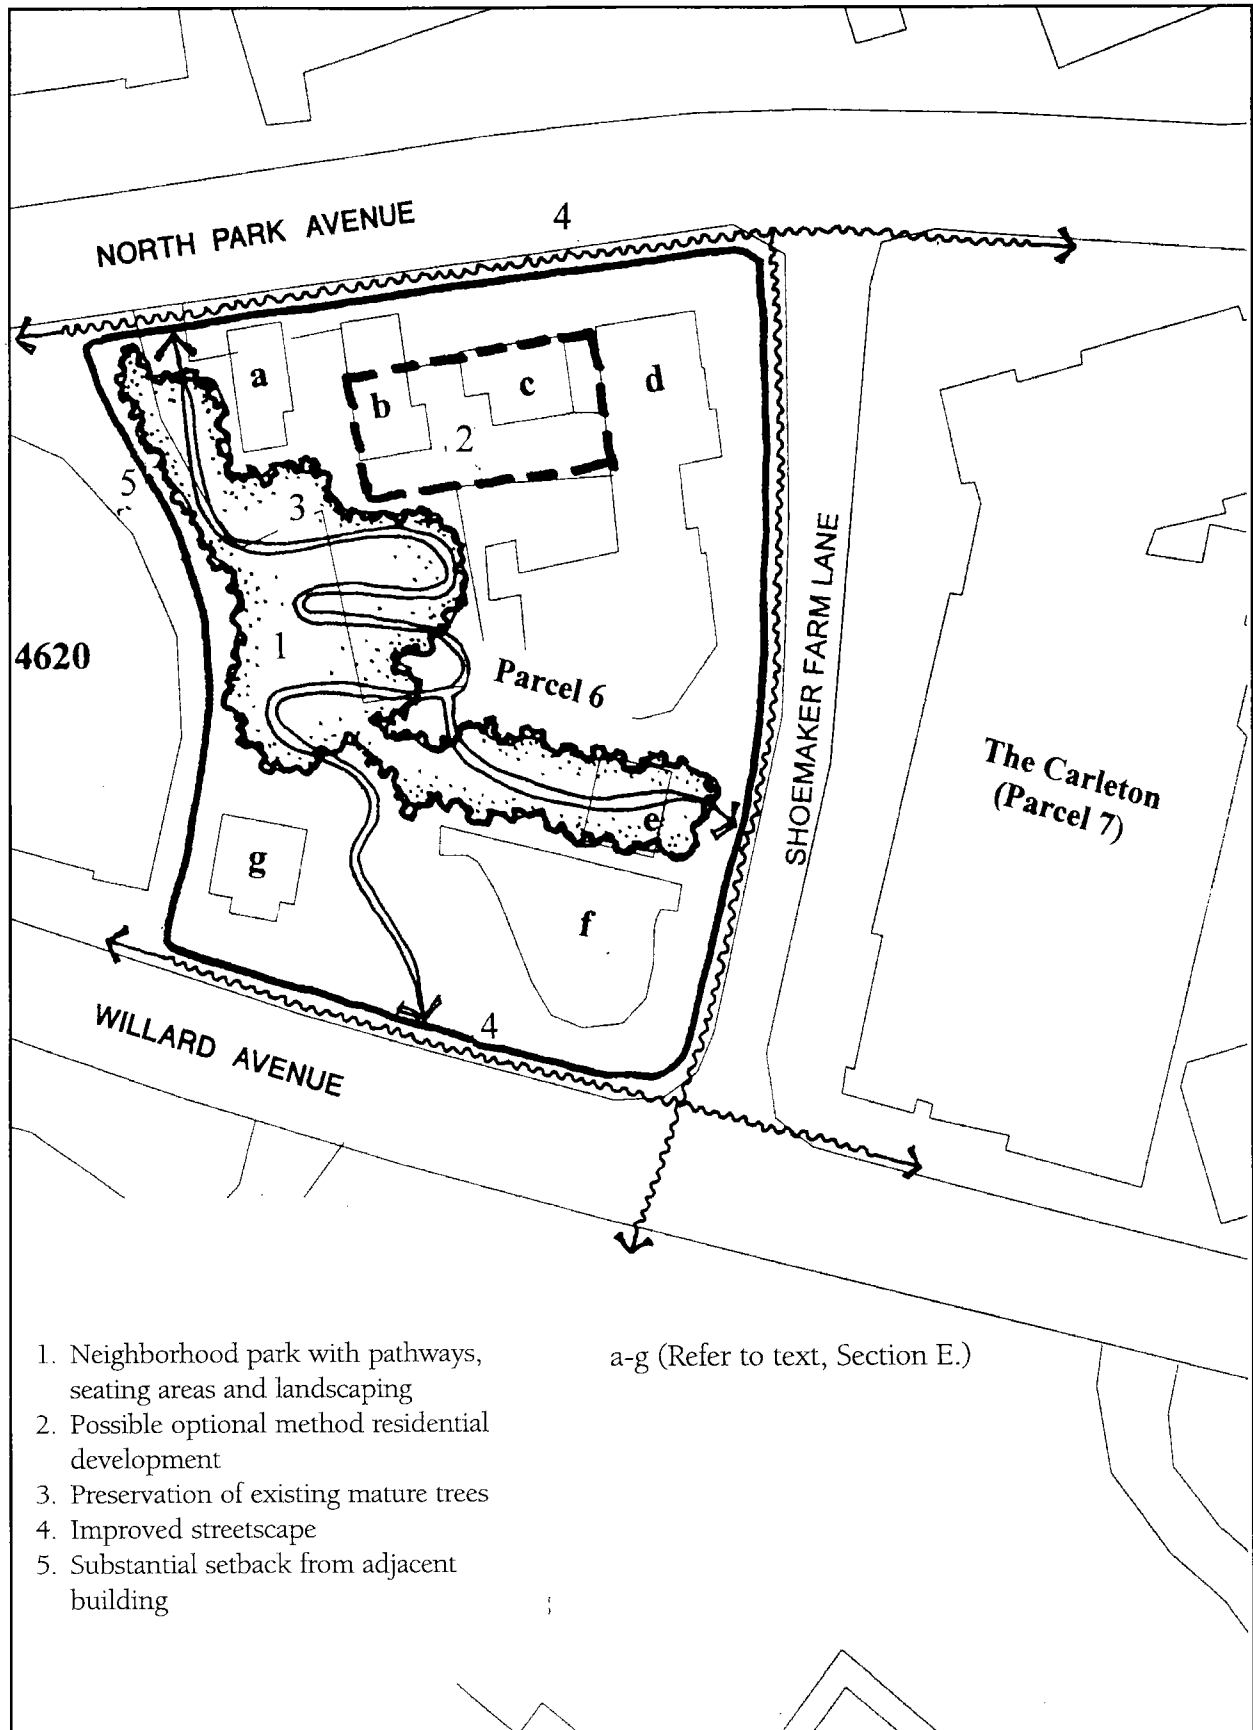 NORTH PARK AVENUE
4
a
b
c
d
2
5
3
SHOEMAKER FARM LANE
1
4620
Parcel 6
The Carleton
(Parcel 7)
e
g
f
4
WILLARD AVENUE
1. Neighborhood park with pathways,
seating areas and landscaping
2. Possible optional method residential
development
3. Preservation of existing mature trees
4. Improved streetscape
5. Substantial setback from adjacent
building
a-g (Refer to text, Section E.)